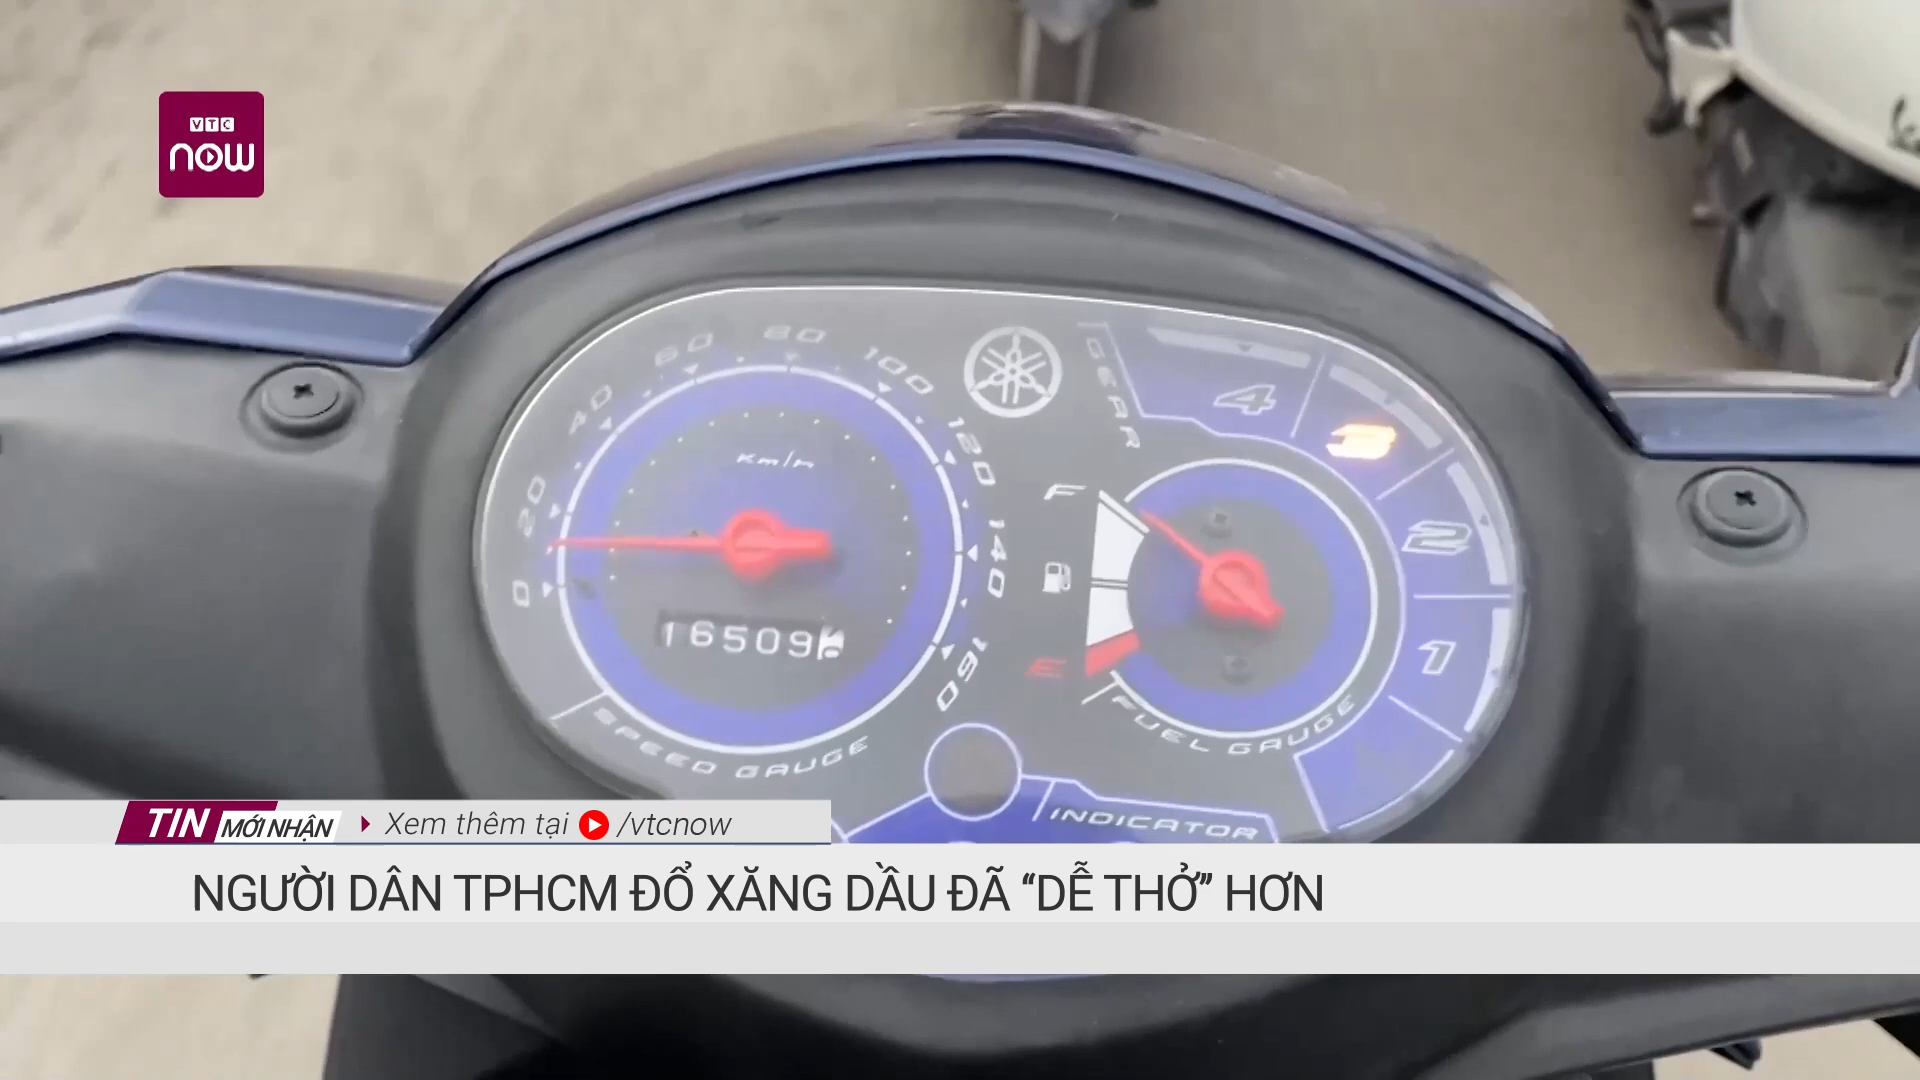 VTC
now
60
80
40
100
20
120
Km/h
0
140
160
16509
SPEED GAUGE
GEAR
4
3
2
1
F
E
FUEL GAUGE
INDICATOR
TIN MỚI NHẬN Xem thêm tại /vtcnow
NGƯỜI DÂN TPHCM ĐỔ XĂNG DẦU ĐÃ “DỄ THỞ” HƠN